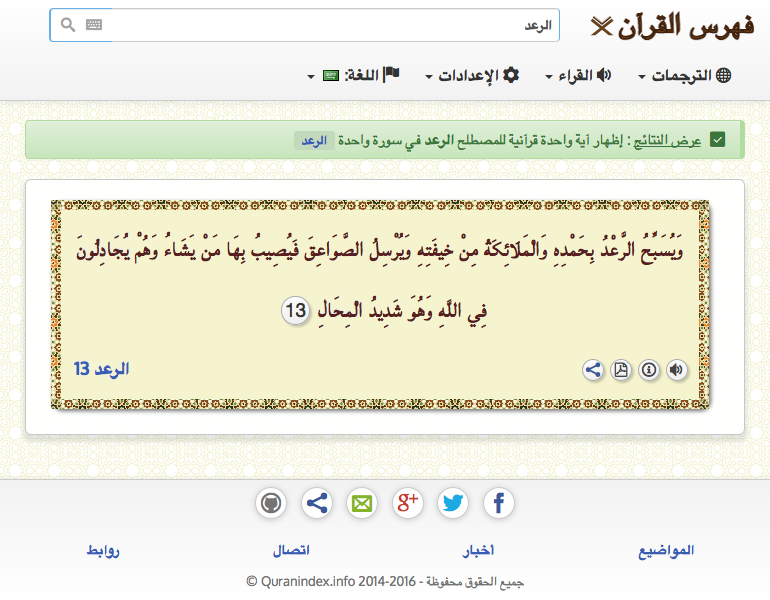 فهرس القرآن
الرعد
الترجمات
القراء
الإعدادات
اللغة:
عرض النتائج : إظهار آية واحدة قرآنية للمصطلح الرعد في سورة واحدة الرعد
وَيُسَبِّحُ الرَّعْدُ بِحَمْدِهِ وَالْمَلَائِكَةُ مِنْ خِيفَتِهِ وَيُرْسِلُ الصَّوَاعِقَ فَيُصِيبُ بِهَا مَنْ يَشَاءُ وَهُمْ يُجَادِلُونَ
فِي اللَّهِ وَهُوَ شَدِيدُ الْمِحَالِ 13
الرعد 13
g+ f
المواضيع
أخبار
اتصال
روابط
جميع الحقوق محفوظة - Quranindex.info 2014-2016 ©